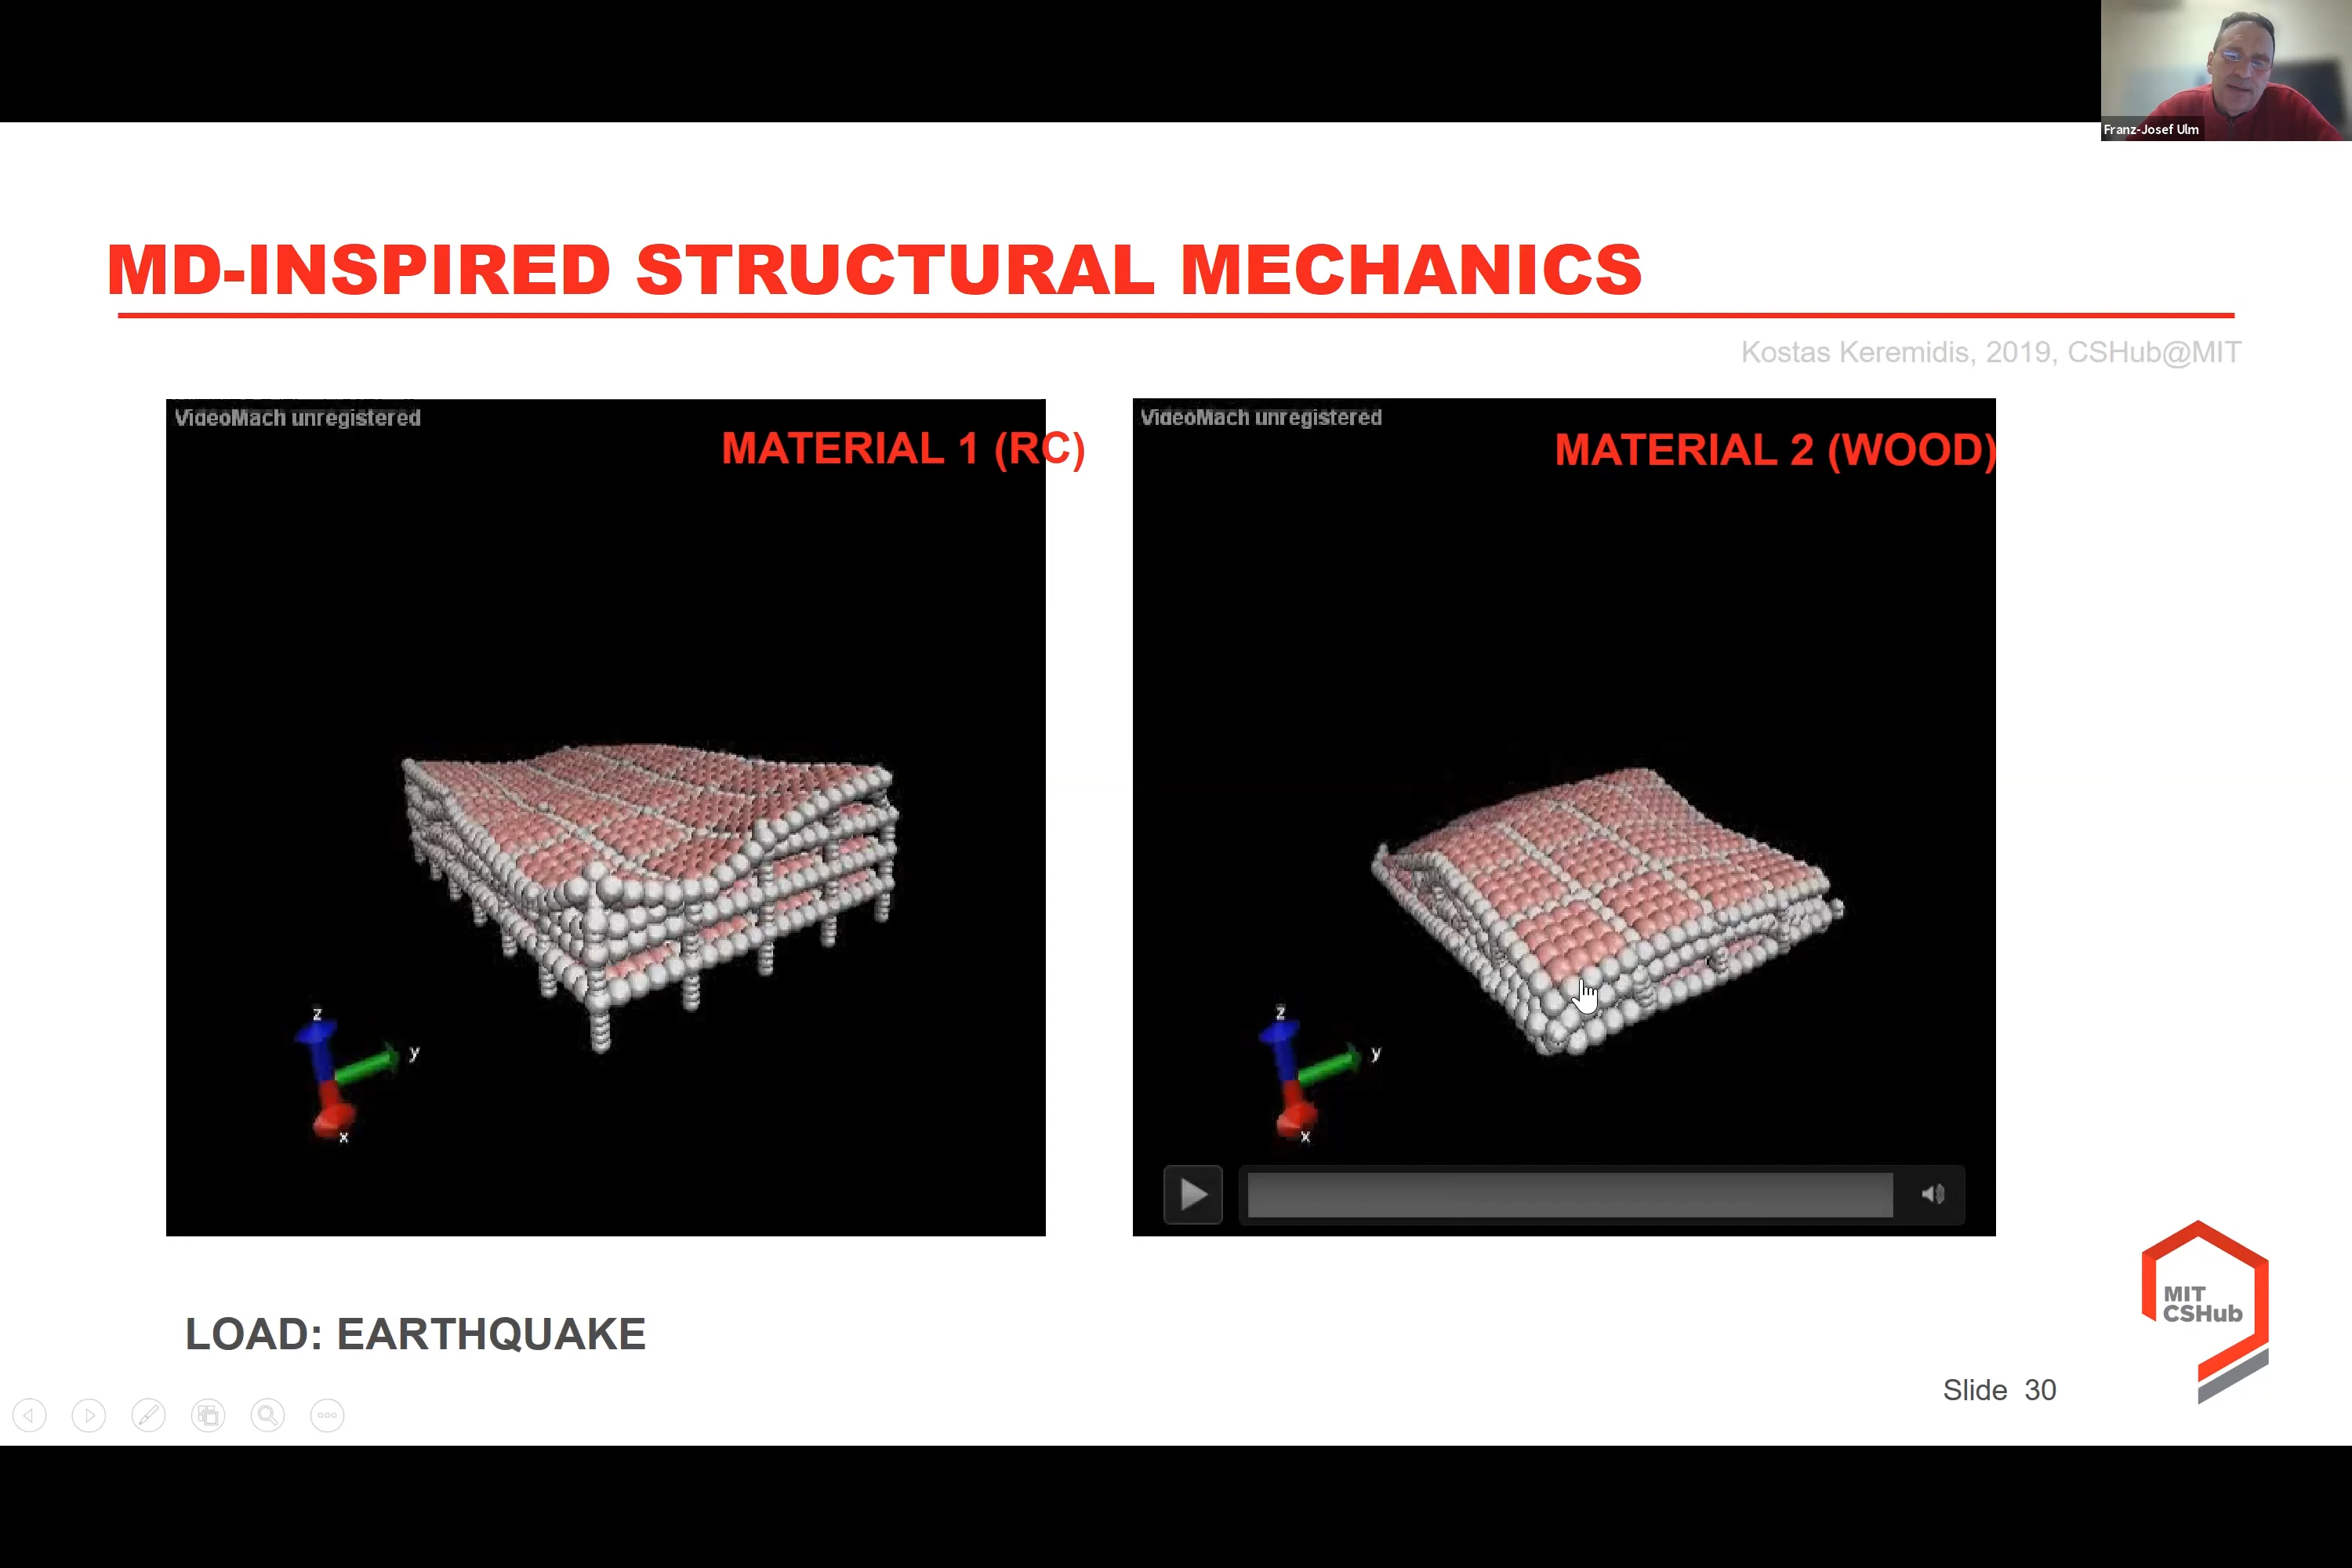 Franz-Josef Ulm
MD-INSPIRED STRUCTURAL MECHANICS
Kostas Keremidis, 2019, CSHub@MIT
VideoMach unregistered
MATERIAL 1 (RC)
z
y
x
VideoMach unregistered
MATERIAL 2 (WOOD)
z
y
x
LOAD: EARTHQUAKE
MIT
CSHub
Slide 30